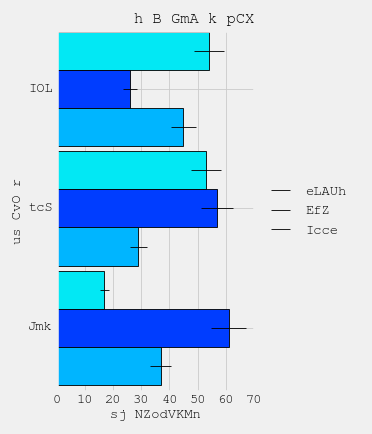 h B GmA k pCX
IOL
tcS
Jmk
us CvO r
0 10 20 30 40 50 60 70
sj NZodVKMn
eLAUh
EfZ
Icce